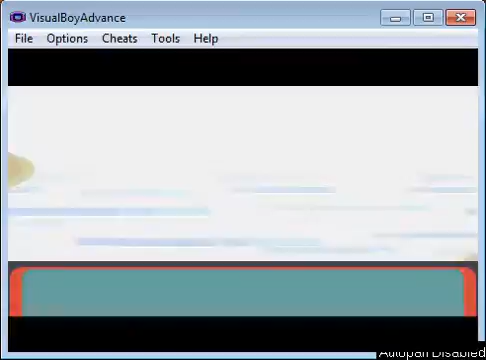 VisualBoyAdvance
File Options Cheats Tools Help
Autopan Disabled